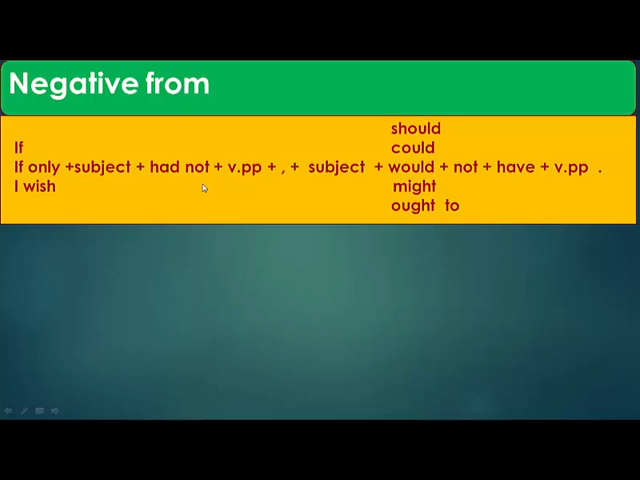 Negative from
should
If could
If only +subject + had not + v.pp + , + subject + would + not + have + v.pp .
I wish might
ought to